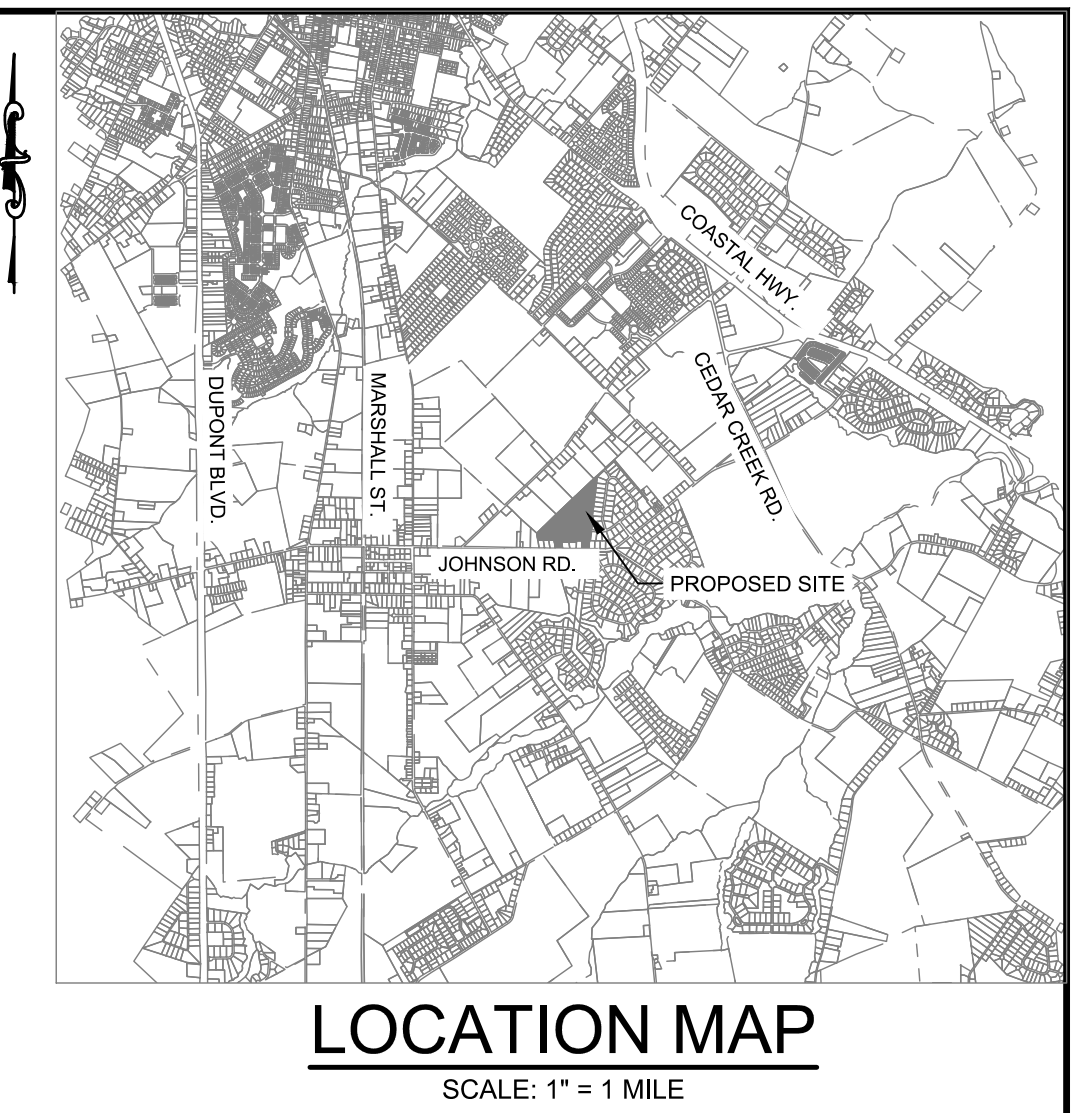 COASTAL HWY.
CEDAR CREEK RD.
DUPONT BLVD.
MARSHALL ST.
JOHNSON RD.
PROPOSED SITE
LOCATION MAP
SCALE: 1" = 1 MILE